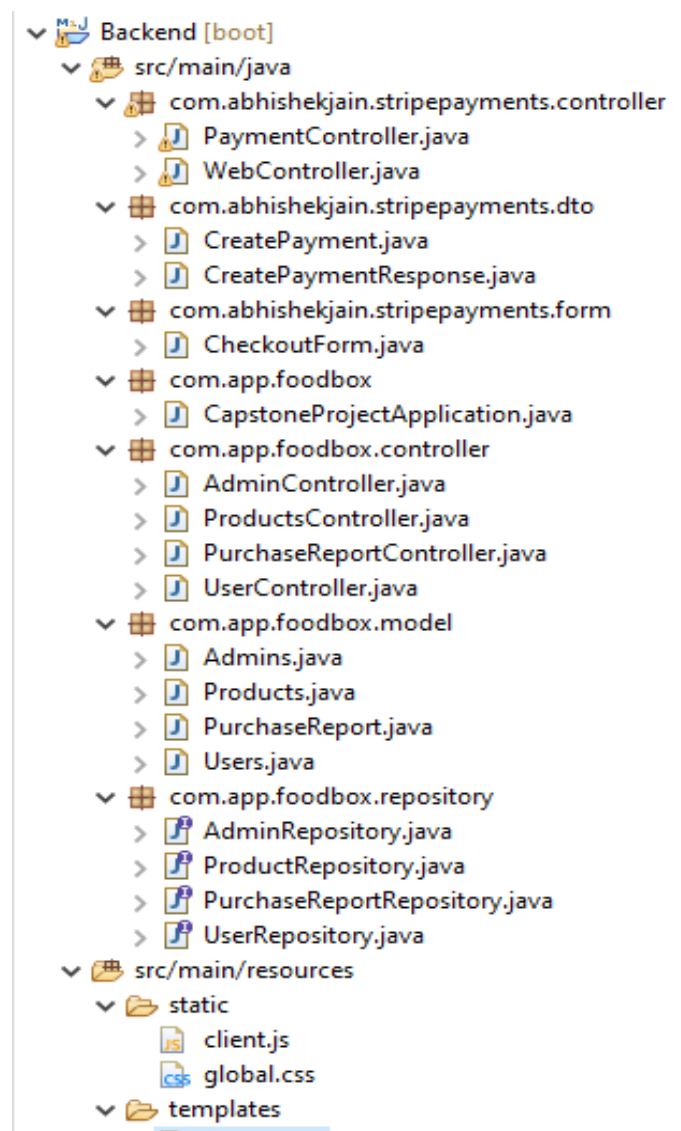 Backend [boot]
src/main/java
com.abhishekjain.stripepayments.controller
PaymentController.java
WebController.java
com.abhishekjain.stripepayments.dto
CreatePayment.java
CreatePaymentResponse.java
com.abhishekjain.stripepayments.form
CheckoutForm.java
com.app.foodbox
CapstoneProjectApplication.java
com.app.foodbox.controller
AdminController.java
ProductsController.java
PurchaseReportController.java
UserController.java
com.app.foodbox.model
Admins.java
Products.java
PurchaseReport.java
Users.java
com.app.foodbox.repository
AdminRepository.java
ProductRepository.java
PurchaseReportRepository.java
UserRepository.java
src/main/resources
static
client.js
global.css
templates